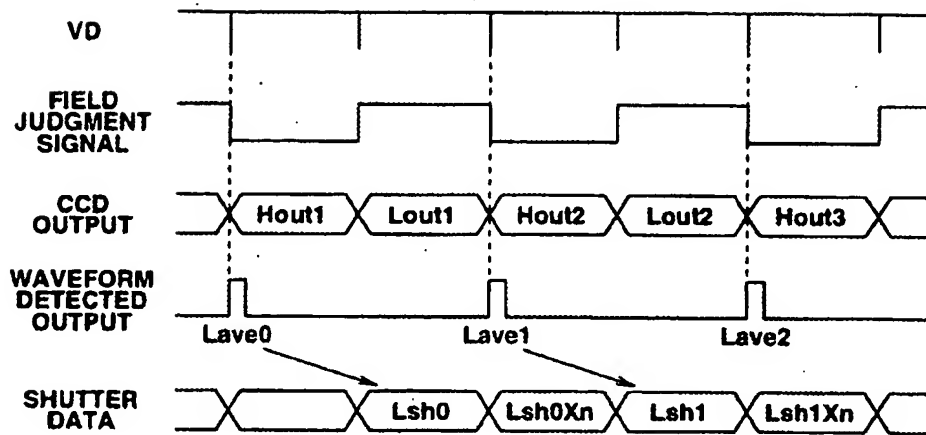 VD
FIELD
JUDGMENT
SIGNAL
CCD
OUTPUT
Hout1 Lout1 Hout2 Lout2 Hout3
WAVEFORM
DETECTED
OUTPUT
Lave0 Lave1 Lave2
SHUTTER
DATA
Lsh0 Lsh0Xn Lsh1 Lsh1Xn